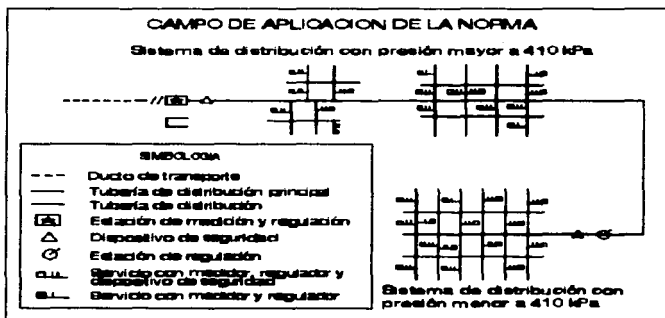 CAMPO DE APLICACION DE LA NORMA
Sistema de distribución con presión mayor a 410 kPa
SIMBOLOGIA
Ducto de transporte
Tubería de distribución principal
Tubería de distribución
Estación de medición y regulación
Dispositivo de seguridad
Estación de regulación
Servicio con medidor, regulador y
dispositivo de seguridad
Servicio con medidor y regulador
Sistema de distribución con
presión menor a 410 kPa